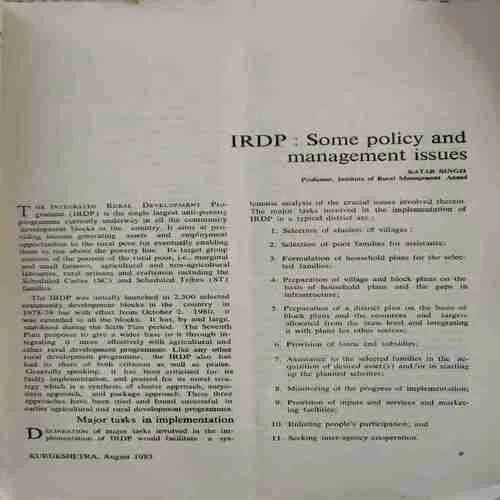 IRDP : Some policy and
management issues
KATAR SINGH
Professor, Institute of Rural Management Anand
THE INTEGRATED RURAL DEVELOPMENT PRO-
gramme (IRDP) is the single largest anti-poverty
programme currently underway in all the community
development blocks in the country. It aims at pro-
viding income generating assets and employment
opportunities to the rural poor for eventually enabling
them to rise above the poverty line. Its target group
consists of the poorest of the rural poor, i.e., marginal
and small farmers, agricultural and non-agricultural
labourers, rural artisans and craftsmen including the
Scheduled Castes (SC) and Scheduled Tribes (ST)
families.
The IRDP was initially launched in 2,300 selected
community development blocks in the country in
1978-79 but with effect from October 2, 1980, it
was extended to all the blocks. It has, by and large
stabilised during the Sixth Plan period. The Seventh
Plan proposes to give a wider base to it through in-
tegrating it more effectively with agricultural and
other rural development programmes. Like any other
rural development programme, the IRDP also has
had its share of both criticism as well as praise.
Generally speaking, it has been criticised for its
faulty implementation, and praised for its novel stra-
tegy which is a synthesis of cluster approach, antyo-
daya approach, and package approach. These three
approaches have been tried and found successful in
earlier agricultural and rural development programmes.
Major tasks in implementation
DELINEATION of major tasks involved in the im-
plementation of IRDP would facilitate a sys-
KURUKSHETRA, August 1985
tematic analysis of the crucial issues involved therein.
The major tasks involved in the implementation of
IRDP in a typical district are :
1. Selection of clusters of villages ;
2. Selection of poor families for assistance;
3. Formulation of household plans for the selec-
ted families;
4. Preparation of village and block plans on the
basis of household plans and the gaps in
infrastructure;
5. Preparation of a district plan on the basis of
block plans and the resources and targets
allocated from the state level and integrating
it with plans for other sectors;
6. Provision of loans and subsidy;
7. Assistance to the selected families in the ac-
quisition of desired asset(s) and/or in starting
up the planned activities;
8. Monitoring of the progress of implementation;
9. Provision of inputs and services and market-
ing facilities;
10. Enlisting people's participation; and
11. Seeking inter-agency cooperation.